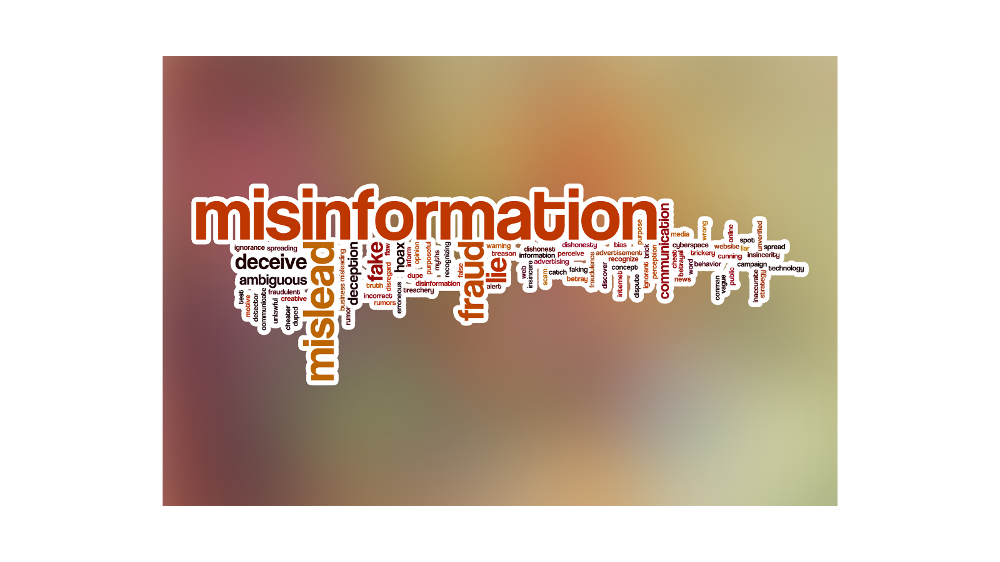 misinformation
ignorance
spreading
deceive
ambiguous
fraudulent
creative
test
motive
detector
communicate
unlawful
cheater
duped
mislead
business
misleading
rumor
deception
fake
truth
incorrect
rumors
flaw
disregard
hoax
erroneous
inform
opinion
dupe
treachery
purposeful
myths
recognizing
disinformation
false
fraud
lie
warning
treason
alert
dishonest
information
advertising
web
insincere
scam
catch
faking
betray
perceive
dishonesty
bias
advertisement
recognize
concept
fraudulence
discover
internet
dispute
purpose
trick
ignorant
perception
communication
media
cyberspace
trickery
cheat
betrayal
word
behavior
news
wrong
online
website
liar
spot
unverified
spread
cunning
insincerity
campaign
technology
conman
vague
public
inaccurate
strategy